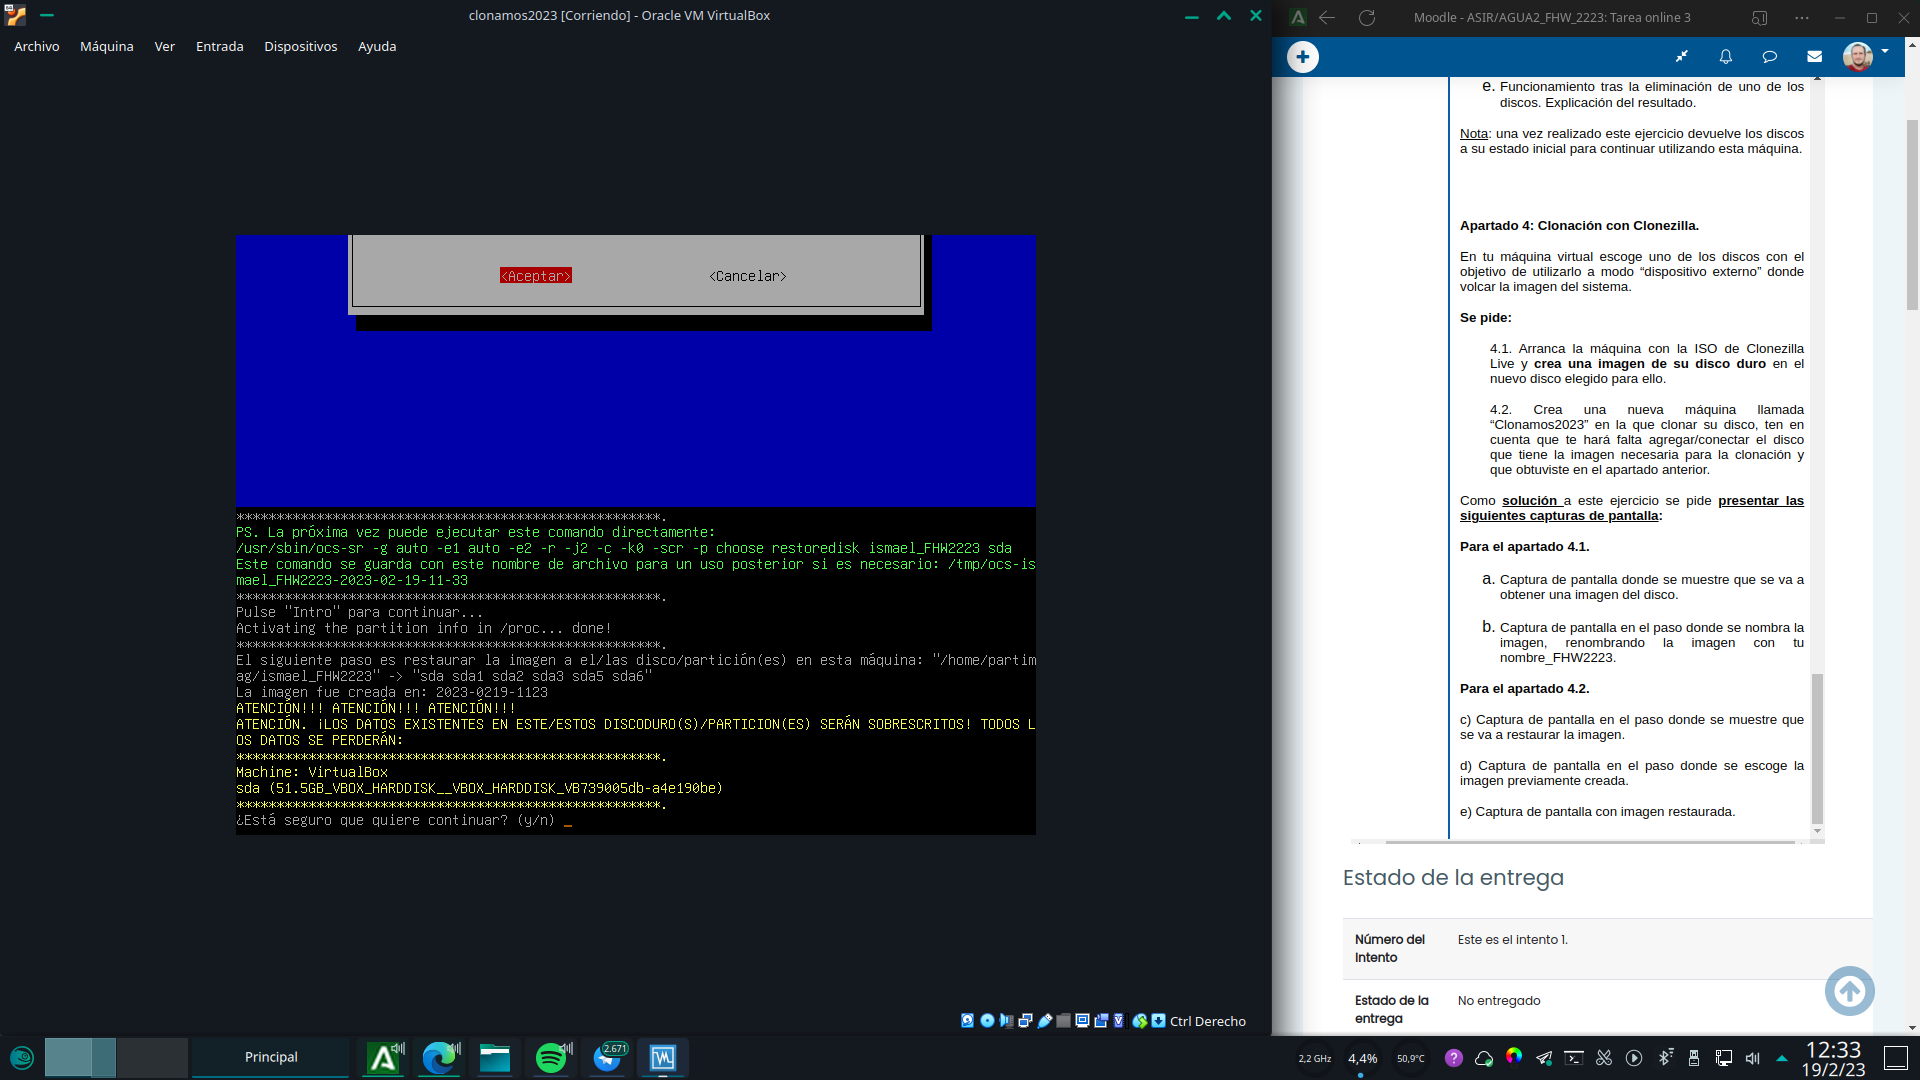 clonamos2023 [Corriendo] - Oracle VM VirtualBox
Archivo Máquina Ver Entrada Dispositivos Ayuda
<Aceptar> <Cancelar>
*****************************************************.
PS. La próxima vez puede ejecutar este comando directamente:
/usr/sbin/ocs-sr -g auto -e1 auto -e2 -r -j2 -c -k0 -scr -p choose restoredisk ismael_FHW2223 sda
Este comando se guarda con este nombre de archivo para un uso posterior si es necesario: /tmp/ocs-is
mael_FHW2223-2023-02-19-11-33
*****************************************************.
Pulse "Intro" para continuar...
Activating the partition info in /proc... done!
*****************************************************.
El siguiente paso es restaurar la imagen a el/las disco/partición(es) en esta máquina: "/home/partim
ag/ismael_FHW2223" -> "sda sda1 sda2 sda3 sda5 sda6"
La imagen fue creada en: 2023-0219-1123
ATENCIÓN!!! ATENCIÓN!!! ATENCIÓN!!!
ATENCIÓN. ¡LOS DATOS EXISTENTES EN ESTE/ESTOS DISCODURO(S)/PARTICION(ES) SERÁN SOBRESCRITOS! TODOS L
OS DATOS SE PERDERÁN:
*****************************************************.
Machine: VirtualBox
sda (51.5GB_VBOX_HARDDISK__VBOX_HARDDISK_VB739005db-a4e190be)
*****************************************************.
¿Está seguro que quiere continuar? (y/n) _
Ctrl Derecho
Moodle - ASIR/AGUA2_FHW_2223: Tarea online 3
e. Funcionamiento tras la eliminación de uno de los
discos. Explicación del resultado.
Nota: una vez realizado este ejercicio devuelve los discos
a su estado inicial para continuar utilizando esta máquina.
Apartado 4: Clonación con Clonezilla.
En tu máquina virtual escoge uno de los discos con el
objetivo de utilizarlo a modo “dispositivo externo” donde
volcar la imagen del sistema.
Se pide:
4.1. Arranca la máquina con la ISO de Clonezilla
Live y crea una imagen de su disco duro en el
nuevo disco elegido para ello.
4.2. Crea una nueva máquina llamada
“Clonamos2023” en la que clonar su disco, ten en
cuenta que te hará falta agregar/conectar el disco
que tiene la imagen necesaria para la clonación y
que obtuviste en el apartado anterior.
Como solución a este ejercicio se pide presentar las
siguientes capturas de pantalla:
Para el apartado 4.1.
a. Captura de pantalla donde se muestre que se va a
obtener una imagen del disco.
b. Captura de pantalla en el paso donde se nombra la
imagen, renombrando la imagen con tu
nombre_FHW2223.
Para el apartado 4.2.
c) Captura de pantalla en el paso donde se muestre que
se va a restaurar la imagen.
d) Captura de pantalla en el paso donde se escoge la
imagen previamente creada.
e) Captura de pantalla con imagen restaurada.
Estado de la entrega
Número del
intento
Este es el intento 1.
Estado de la
entrega
No entregado
Principal
2.671
2,2 GHz
4,4%
50,9°C
12:33
19/2/23